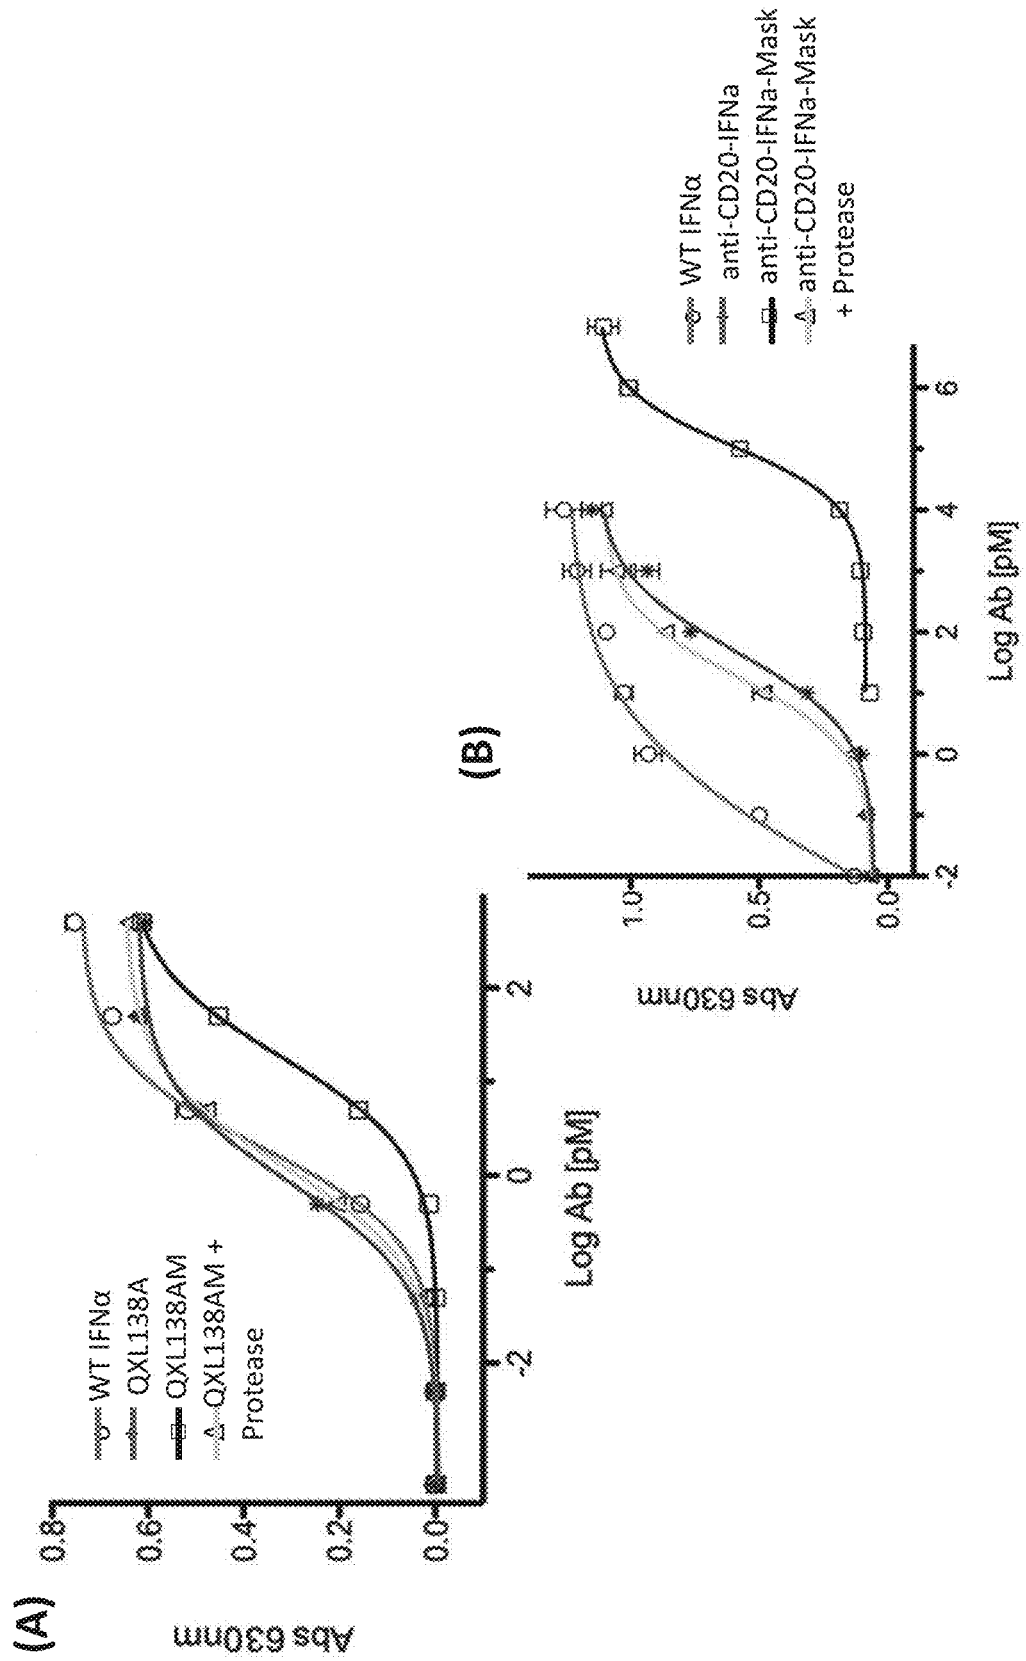 (A)
Abs 630nm
0.8
0.6
0.4
0.2
0.0
WT IFNα
QXL138A
QXL138AM
QXL138AM +
Protease
-2
0
2
Log Ab [pM]
(B)
Abs 630nm
1.0
0.5
0.0
-2
0
2
4
6
Log Ab [pM]
WT IFNα
anti-CD20-IFNa
anti-CD20-IFNa-Mask
anti-CD20-IFNa-Mask
+ Protease